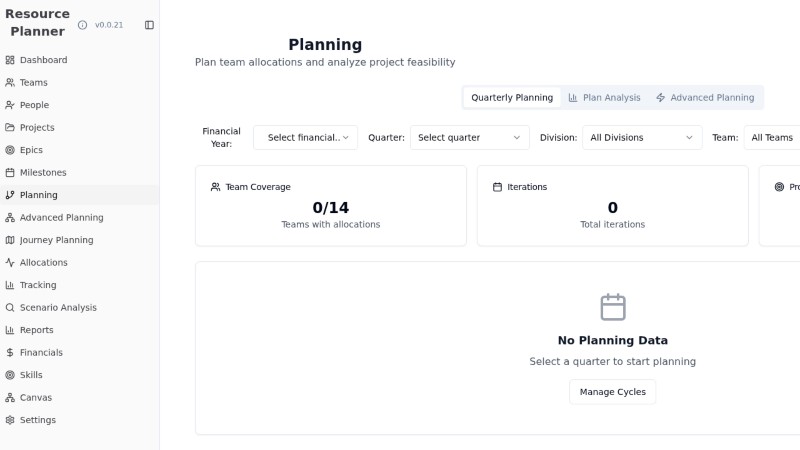 Resource
Planner
v0.0.21
Dashboard
Teams
People
Projects
Epics
Milestones
Planning
Advanced Planning
Journey Planning
Allocations
Tracking
Scenario Analysis
Reports
Financials
Skills
Canvas
Settings
Planning
Plan team allocations and analyze project feasibility
Quarterly Planning
Plan Analysis
Advanced Planning
Financial
Year:
Select financial..
Quarter:
Select quarter
Division:
All Divisions
Team:
All Teams
Team Coverage
0/14
Teams with allocations
Iterations
0
Total iterations
No Planning Data
Select a quarter to start planning
Manage Cycles